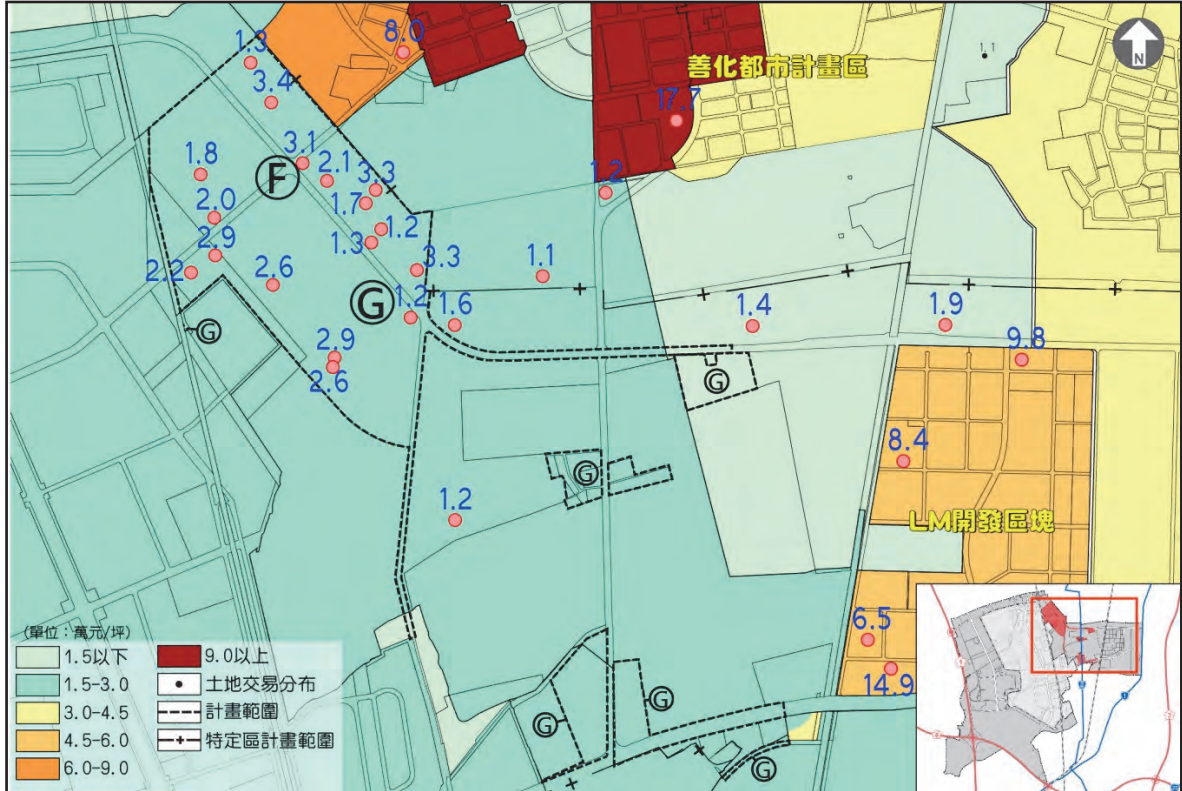 1.3
8.0
善化都市計畫區
1.1
N
3.4
17.7
3.1
1.8
F
2.1
3.3
1.2
1.7
2.0
1.2
1.3
2.9
3.3
1.1
2.2
2.6
G
1.2
1.6
1.4
1.9
G
2.9
9.8
2.6
G
8.4
G
1.2
LM開發區塊
(單位：萬元/坪)
1.5以下
1.5-3.0
3.0-4.5
4.5-6.0
6.0-9.0
9.0以上
土地交易分布
計畫範圍
特定區計畫範圍
6.5
14.9
G
G
G